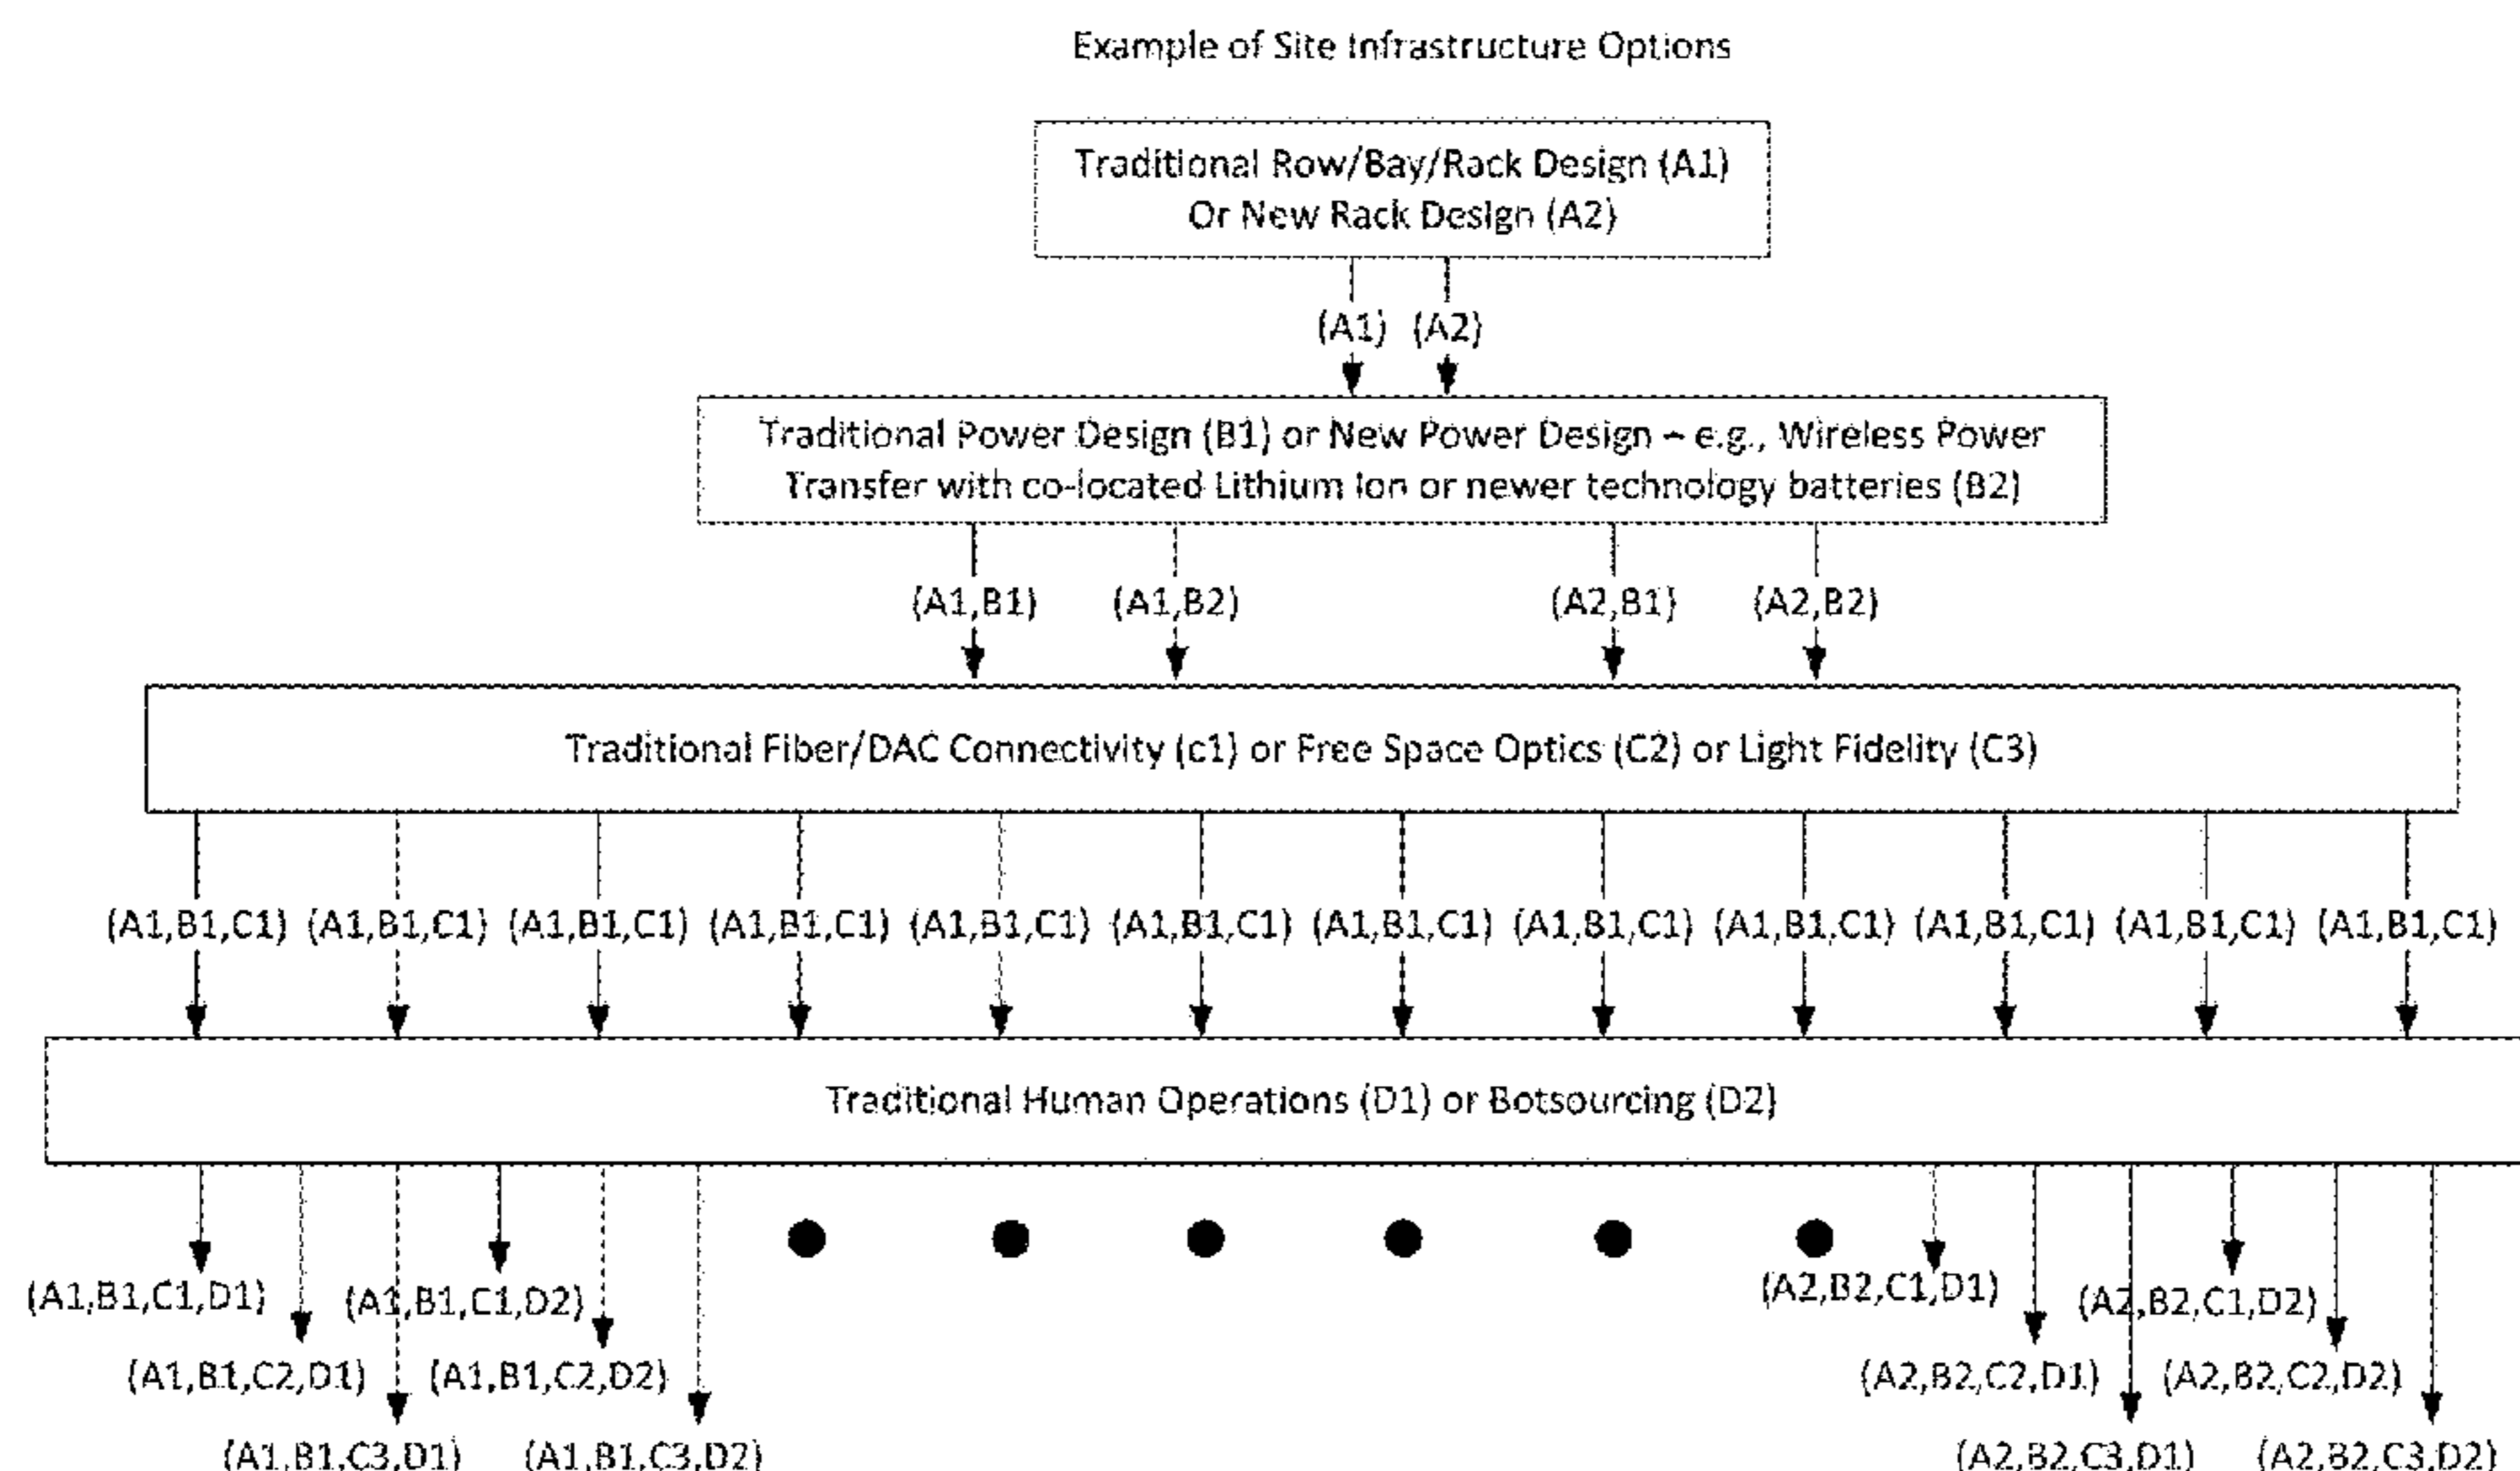 Example of Site Infrastructure Options
Traditional Row/Bay/Rack Design (A1)
Or New Rack Design (A2)
(A1) (A2)
Traditional Power Design (B1) or New Power Design – e.g., Wireless Power
Transfer with co-located Lithium Ion or newer technology batteries (B2)
(A1,B1) (A1,B2) (A2,B1) (A2,B2)
Traditional Fiber/DAC Connectivity (c1) or Free Space Optics (C2) or Light Fidelity (C3)
(A1,B1,C1) (A1,B1,C1) (A1,B1,C1) (A1,B1,C1) (A1,B1,C1) (A1,B1,C1) (A1,B1,C1) (A1,B1,C1) (A1,B1,C1) (A1,B1,C1) (A1,B1,C1) (A1,B1,C1)
Traditional Human Operations (D1) or Botsourcing (D2)
(A1,B1,C1,D1) (A1,B1,C1,D2) (A2,B2,C1,D1) (A2,B2,C1,D2)
(A1,B1,C2,D1) (A1,B1,C2,D2) (A2,B2,C2,D1) (A2,B2,C2,D2)
(A1,B1,C3,D1) (A1,B1,C3,D2) (A2,B2,C3,D1) (A2,B2,C3,D2)